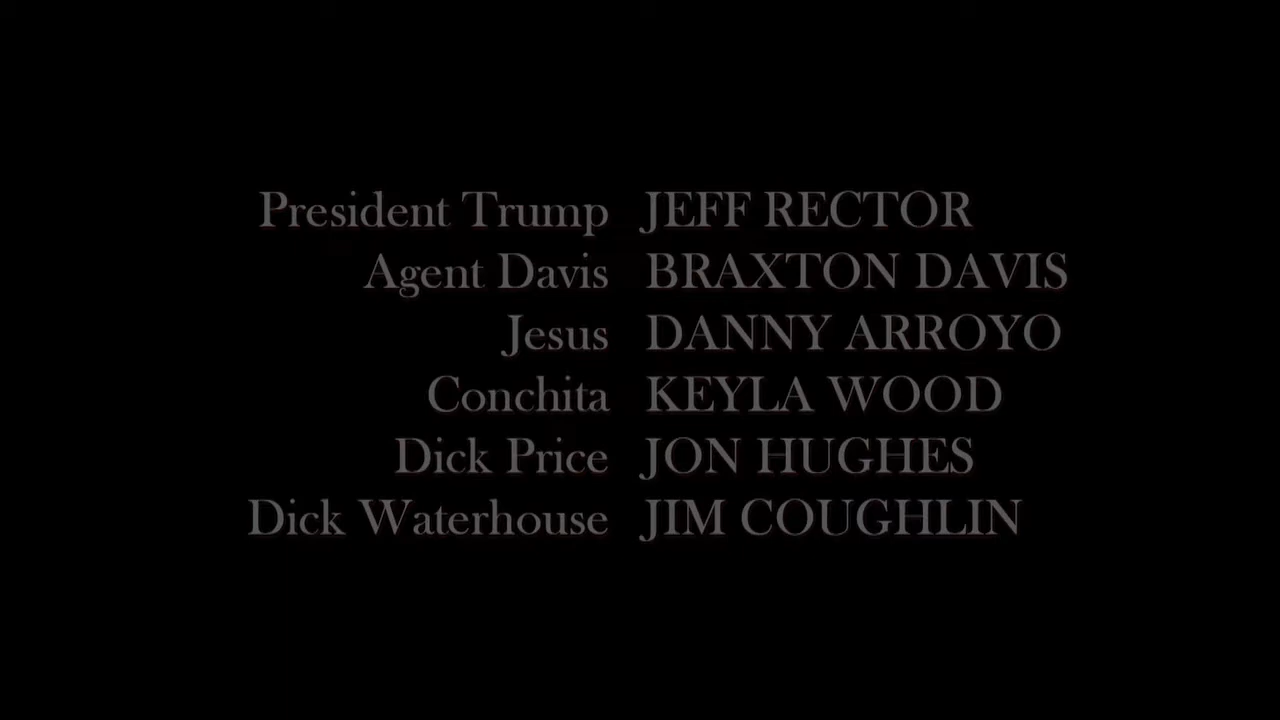 President Trump JEFF RECTOR
Agent Davis BRAXTON DAVIS
Jesus DANNY ARROYO
Conchita KEYLA WOOD
Dick Price JON HUGHES
Dick Waterhouse JIM COUGHLIN